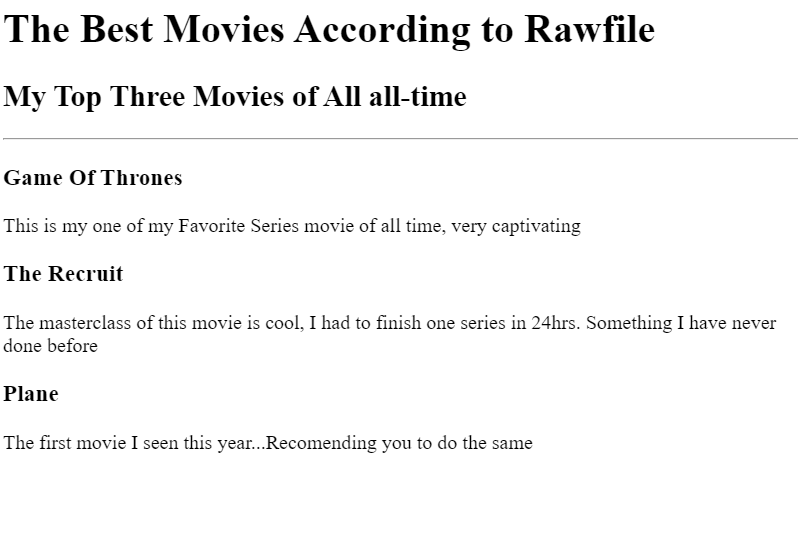 The Best Movies According to Rawfile
My Top Three Movies of All all-time
Game Of Thrones
This is my one of my Favorite Series movie of all time, very captivating
The Recruit
The masterclass of this movie is cool, I had to finish one series in 24hrs. Something I have never
done before
Plane
The first movie I seen this year...Recomending you to do the same